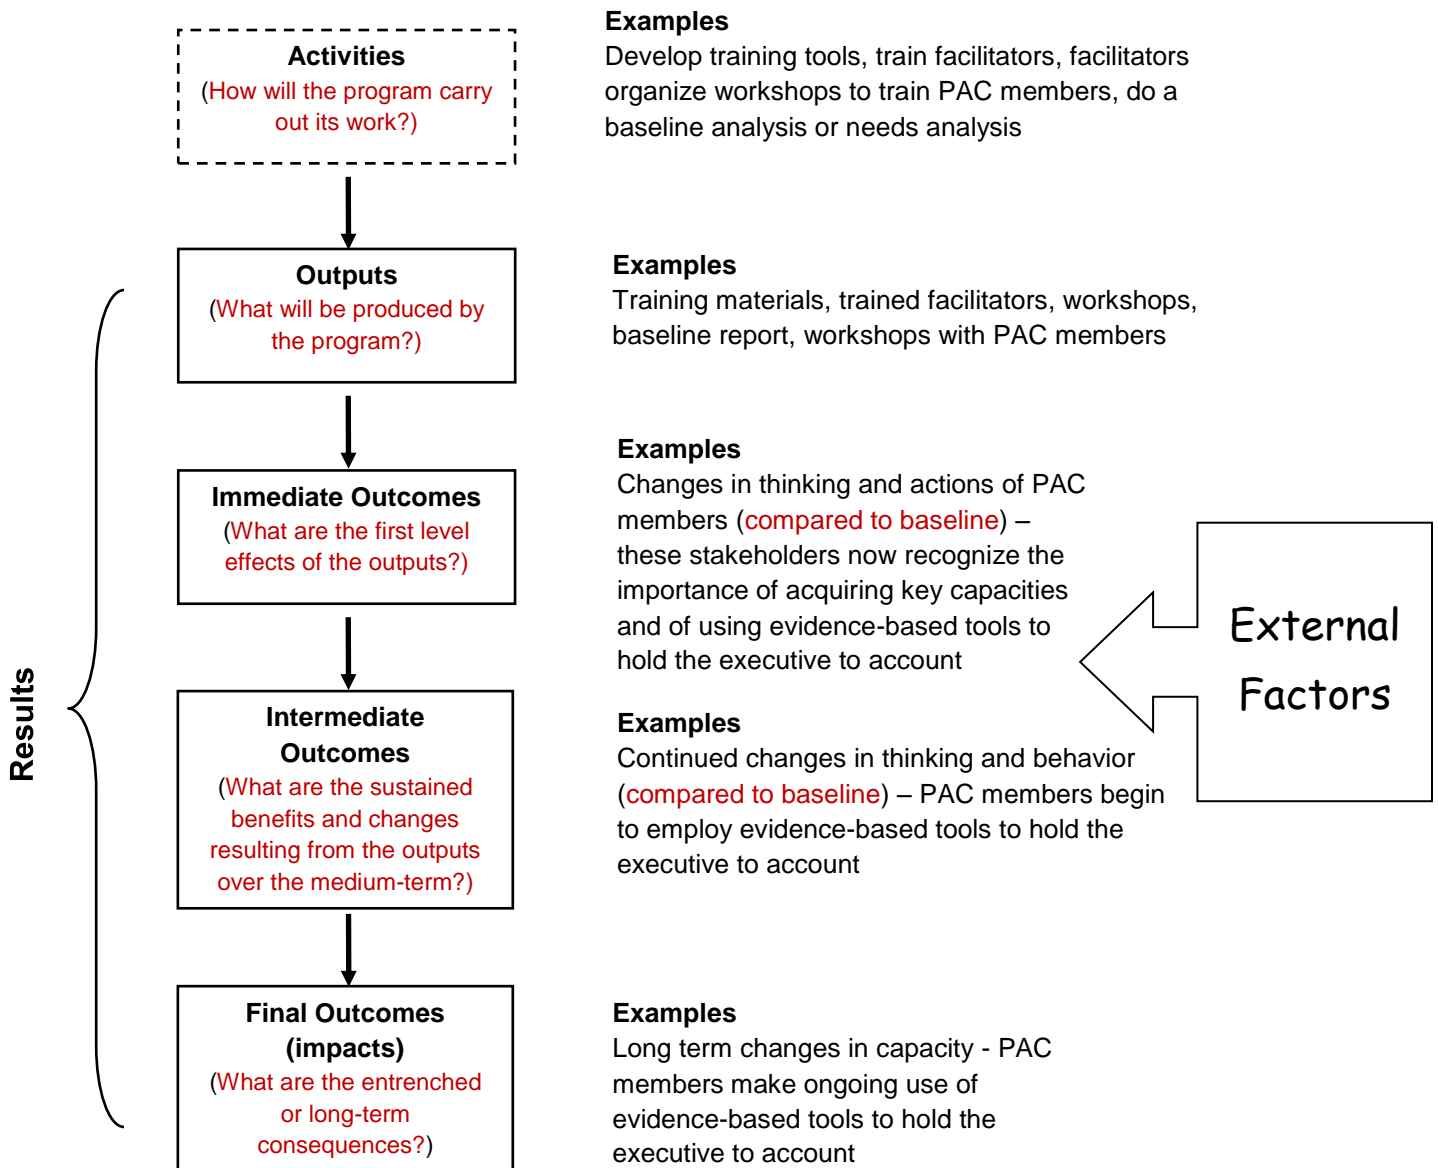 Activities
(How will the program carry
out its work?)
Examples
Develop training tools, train facilitators, facilitators
organize workshops to train PAC members, do a
baseline analysis or needs analysis
Outputs
(What will be produced by
the program?)
Examples
Training materials, trained facilitators, workshops,
baseline report, workshops with PAC members
Immediate Outcomes
(What are the first level
effects of the outputs?)
Examples
Changes in thinking and actions of PAC
members (compared to baseline) –
these stakeholders now recognize the
importance of acquiring key capacities
and of using evidence-based tools to
hold the executive to account
External
Factors
Results
Intermediate
Outcomes
(What are the sustained
benefits and changes
resulting from the outputs
over the medium-term?)
Examples
Continued changes in thinking and behavior
(compared to baseline) – PAC members begin
to employ evidence-based tools to hold the
executive to account
Final Outcomes
(impacts)
(What are the entrenched
or long-term
consequences?)
Examples
Long term changes in capacity - PAC
members make ongoing use of
evidence-based tools to hold the
executive to account